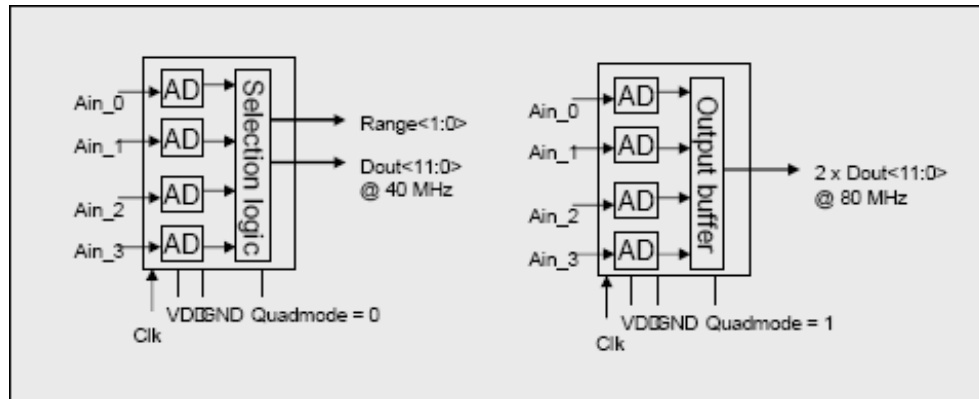 Ain_0
Ain_1
Ain_2
Ain_3
AD
AD
AD
AD
Selection logic
Range<1:0>
Dout<11:0>
@ 40 MHz
VDD GND Quadmode = 0
Clk
Ain_0
Ain_1
Ain_2
Ain_3
AD
AD
AD
AD
Output buffer
2 x Dout<11:0>
@ 80 MHz
VDD GND Quadmode = 1
Clk